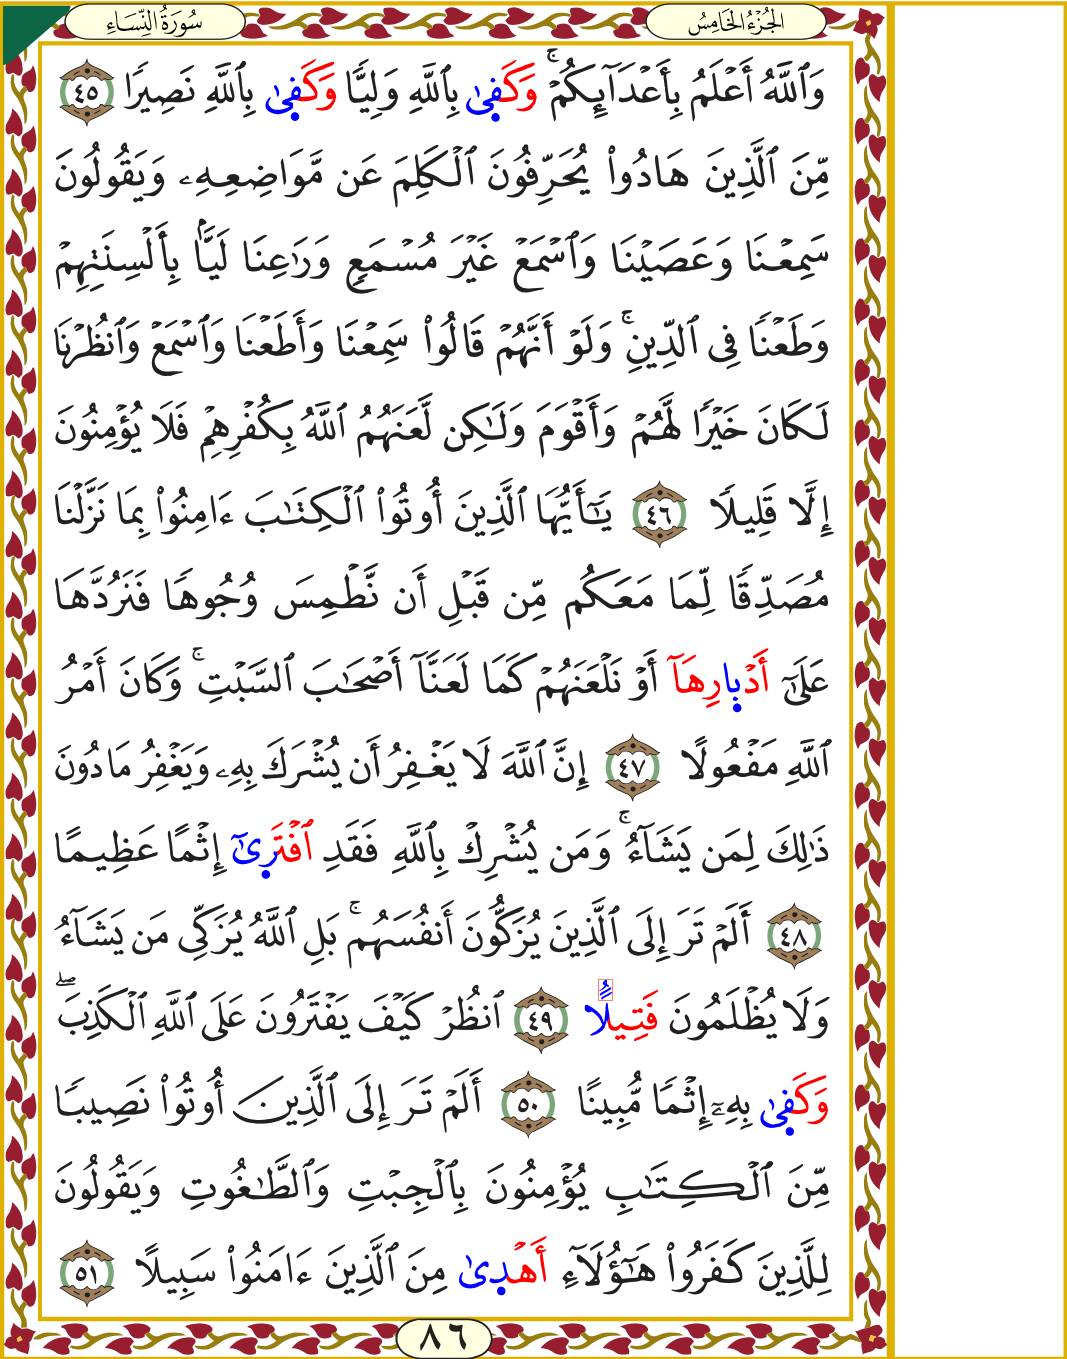 سُورَةُ النِّسَاءِ الجُزْءُ الخَامِسُ
وَٱللَّهُ أَعْلَمُ بِأَعْدَآئِكُمْۚ وَكَفِىٰ بِٱللَّهِ وَلِيًّا وَكَفِىٰ بِٱللَّهِ نَصِيرًا ٤٥
مِّنَ ٱلَّذِينَ هَادُوا۟ يُحَرِّفُونَ ٱلْكَلِمَ عَن مَّوَاضِعِهِۦ وَيَقُولُونَ
سَمِعْنَا وَعَصَيْنَا وَٱسْمَعْ غَيْرَ مُسْمَعٍ وَرَٰعِنَا لَيًّۢا بِأَلْسِنَتِهِمْ
وَطَعْنًا فِى ٱلدِّينِۚ وَلَوْ أَنَّهُمْ قَالُوا۟ سَمِعْنَا وَأَطَعْنَا وَٱسْمَعْ وَٱنظُرْنَا
لَكَانَ خَيْرًا لَّهُمْ وَأَقْوَمَ وَلَـٰكِن لَّعَنَهُمُ ٱللَّهُ بِكُفْرِهِمْ فَلَا يُؤْمِنُونَ
إِلَّا قَلِيلًا ٤٦ يَـٰٓأَيُّهَا ٱلَّذِينَ أُوتُوا۟ ٱلْكِتَـٰبَ ءَامِنُوا۟ بِمَا نَزَّلْنَا
مُصَدِّقًا لِّمَا مَعَكُم مِّن قَبْلِ أَن نَّطْمِسَ وُجُوهًا فَنَرُدَّهَا
عَلَىٰٓ أَدْبِارِهَآ أَوْ نَلْعَنَهُمْ كَمَا لَعَنَّآ أَصْحَـٰبَ ٱلسَّبْتِۚ وَكَانَ أَمْرُ
ٱللَّهِ مَفْعُولًا ٤٧ إِنَّ ٱللَّهَ لَا يَغْفِرُ أَن يُشْرَكَ بِهِۦ وَيَغْفِرُ مَا دُونَ
ذَٰلِكَ لِمَن يَشَآءُۚ وَمَن يُشْرِكْ بِٱللَّهِ فَقَدِ ٱفْتَرِىٰٓ إِثْمًا عَظِيمًا
٤٨ أَلَمْ تَرَ إِلَى ٱلَّذِينَ يُزَكُّونَ أَنفُسَهُمۚ بَلِ ٱللَّهُ يُزَكِّى مَن يَشَآءُ
وَلَا يُظْلَمُونَ فَتِيلًا ٤٩ ٱنظُرْ كَيْفَ يَفْتَرُونَ عَلَى ٱللَّهِ ٱلْكَذِبَۖ
وَكَفِىٰ بِهِۦٓ إِثْمًا مُّبِينًا ٥٠ أَلَمْ تَرَ إِلَى ٱلَّذِينَ أُوتُوا۟ نَصِيبًا
مِّنَ ٱلْكِتَـٰبِ يُؤْمِنُونَ بِٱلْجِبْتِ وَٱلطَّـٰغُوتِ وَيَقُولُونَ
لِلَّذِينَ كَفَرُوا۟ هَـٰٓؤُلَآءِ أَهْدِىٰ مِنَ ٱلَّذِينَ ءَامَنُوا۟ سَبِيلًا ٥١
٨٦